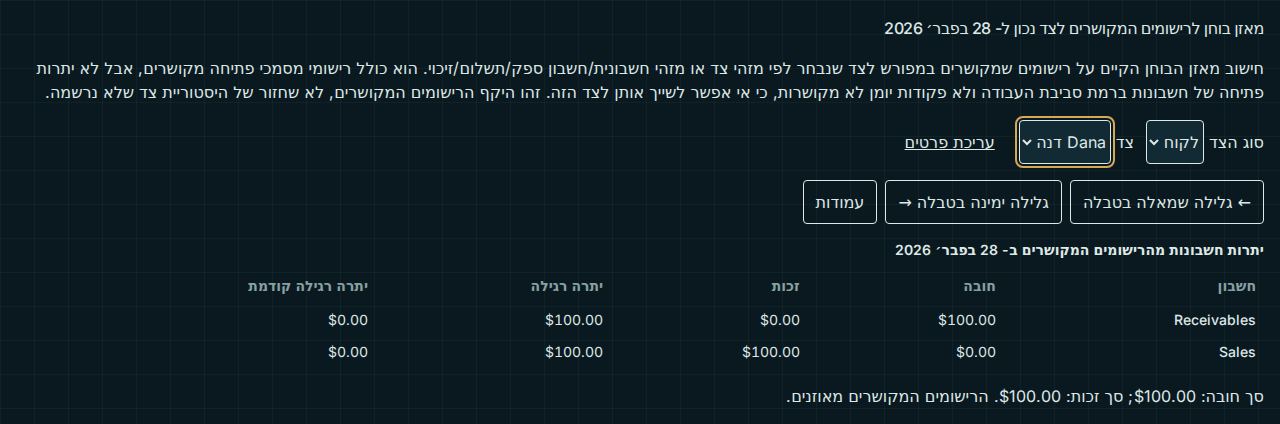 מאזן בוחן לרישומים המקושרים לצד נכון ל- 28 בפבר׳ 2026
חישוב מאזן הבוחן הקיים על רישומים שמקושרים במפורש לצד שנבחר לפי מזהי צד או מזהי חשבונית/חשבון ספק/תשלום/זיכוי. הוא כולל רישומי מסמכי פתיחה מקושרים, אבל לא יתרות
פתיחה של חשבונות ברמת סביבת העבודה ולא פקודות יומן לא מקושרות, כי אי אפשר לשייך אותן לצד הזה. זהו היקף הרישומים המקושרים, לא שחזור של היסטוריית צד שלא נרשמה.
סוג הצד לקוח צד Dana דנה עריכת פרטים
← גלילה שמאלה בטבלה גלילה ימינה בטבלה → עמודות
יתרות חשבונות מהרישומים המקושרים ב- 28 בפבר׳ 2026
חשבון חובה זכות יתרה רגילה יתרה רגילה קודמת
Receivables $100.00 $0.00 $100.00 $0.00
Sales $0.00 $100.00 $100.00 $0.00
סך חובה: $100.00; סך זכות: $100.00. הרישומים המקושרים מאוזנים.